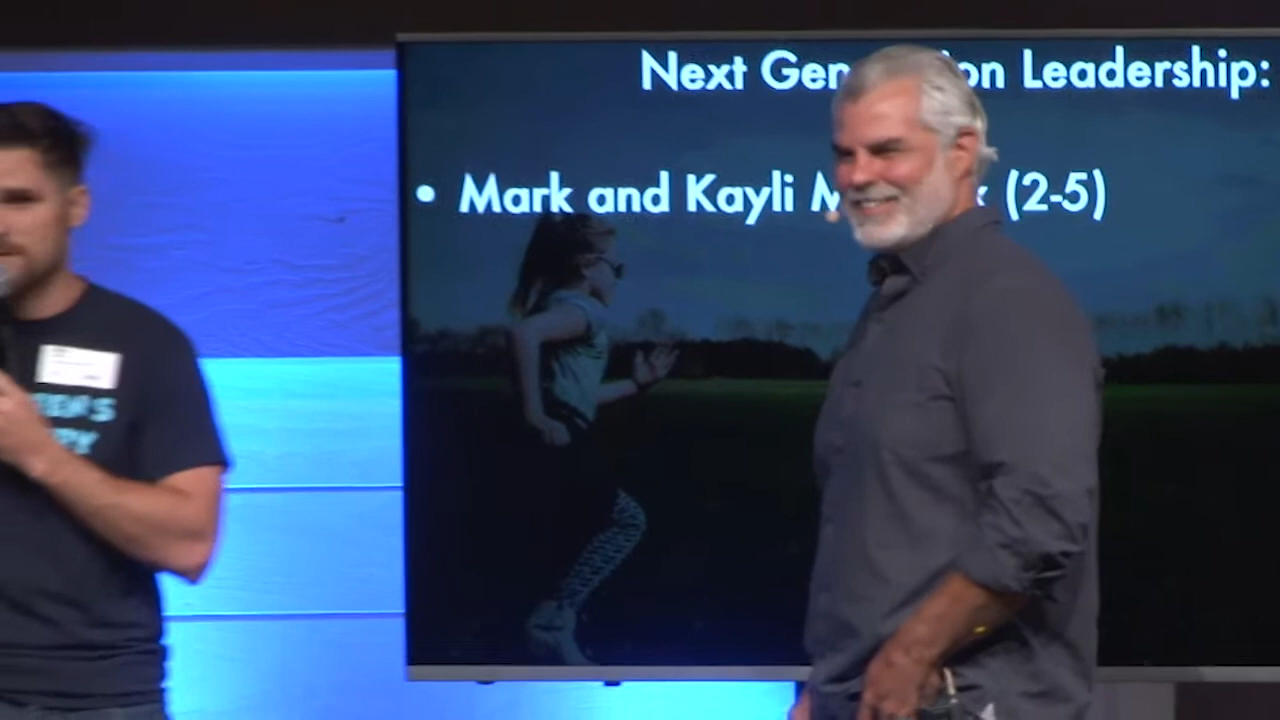 Next Gen on Leadership:
• Mark and Kayli M (2-5)